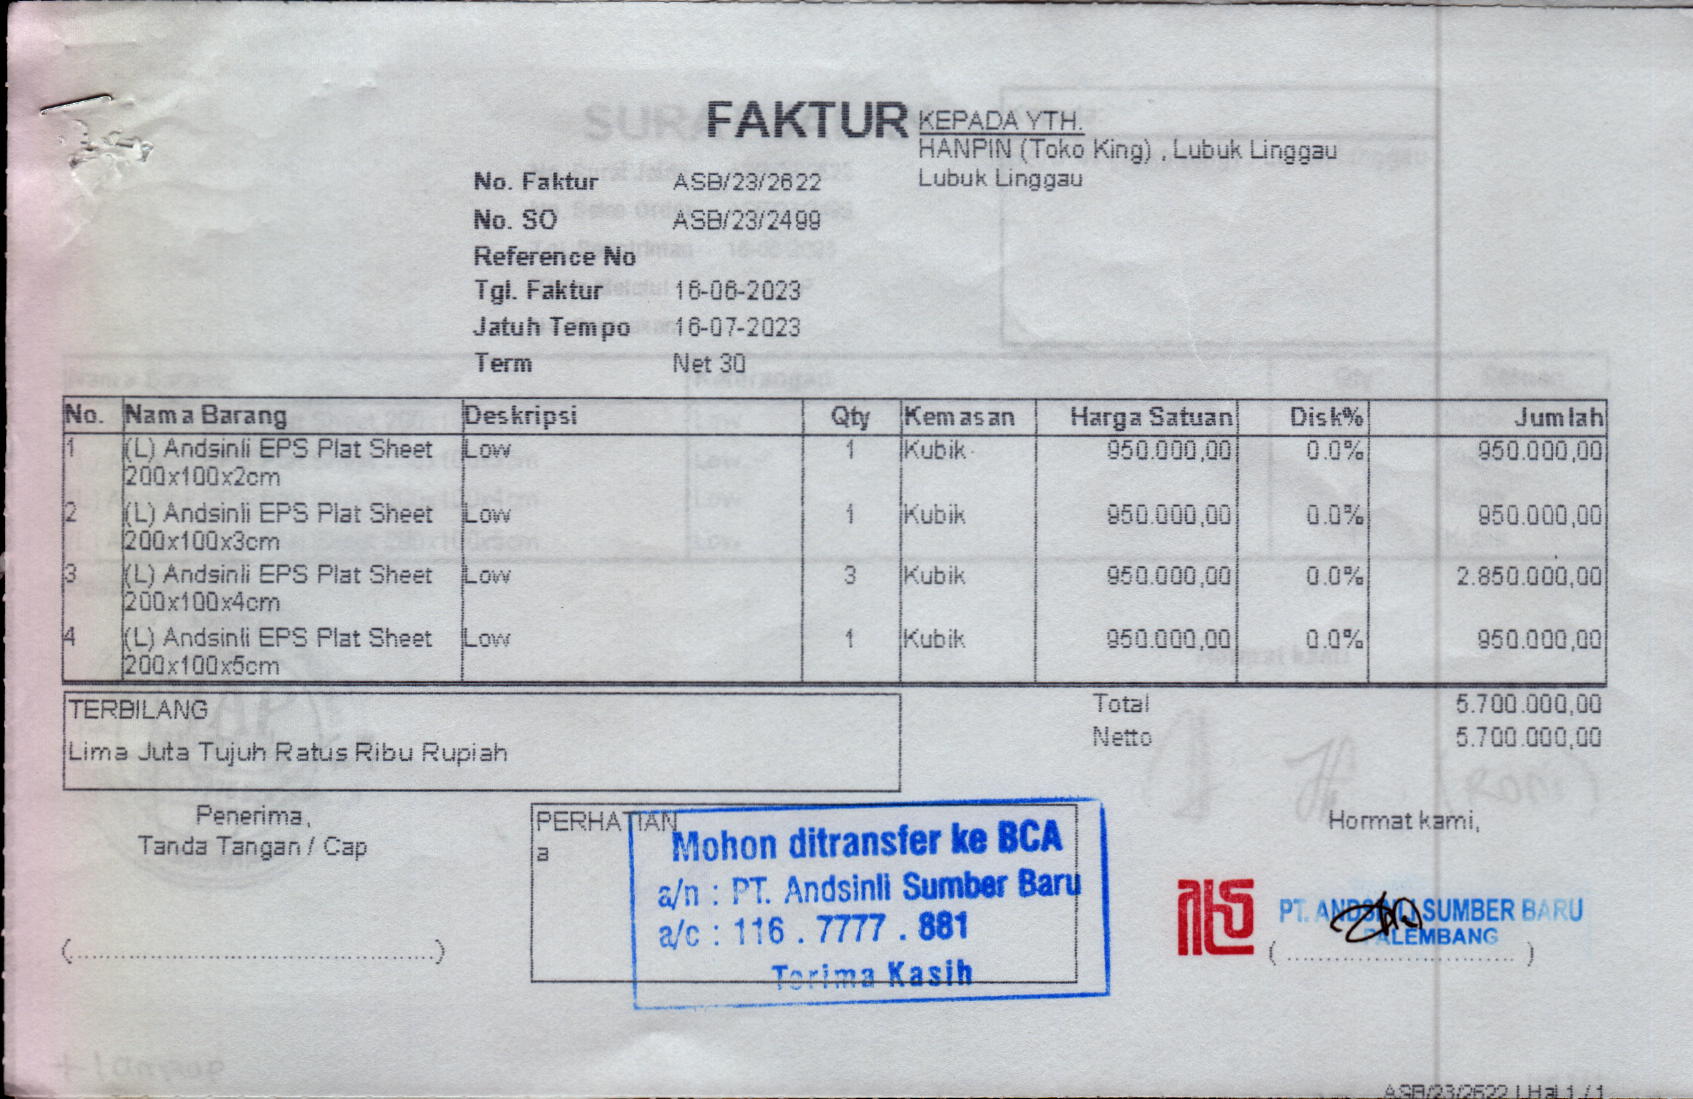 FAKTUR
KEPADA YTH.
HANPIN (Toko King) , Lubuk Linggau
Lubuk Linggau
No. Faktur ASB/23/2622
No. SO ASB/23/2499
Reference No
Tgl. Faktur 16-06-2023
Jatuh Tempo 16-07-2023
Term Net 30
No. Nama Barang Deskripsi Qty Kemasan Harga Satuan Disk% Jumlah
1 (L) Andsinli EPS Plat Sheet Low 1 Kubik 950.000,00 0.0% 950.000,00
200x100x2cm
2 (L) Andsinli EPS Plat Sheet Low 1 Kubik 950.000,00 0.0% 950.000,00
200x100x3cm
3 (L) Andsinli EPS Plat Sheet Low 3 Kubik 950.000,00 0.0% 2.850.000,00
200x100x4cm
4 (L) Andsinli EPS Plat Sheet Low 1 Kubik 950.000,00 0.0% 950.000,00
200x100x5cm
TERBILANG
Lima Juta Tujuh Ratus Ribu Rupiah
Total 5.700.000,00
Netto 5.700.000,00
Penerima,
Tanda Tangan / Cap
(..........................................)
PERHATIAN
a
Mohon ditransfer ke BCA
a/n : PT. Andsinli Sumber Baru
a/c : 116 . 7777 . 881
Terima Kasih
Hormat kami,
PT. ANDSINLI SUMBER BARU
PALEMBANG
(............................)
ASB/23/2622 | Hal 1 / 1